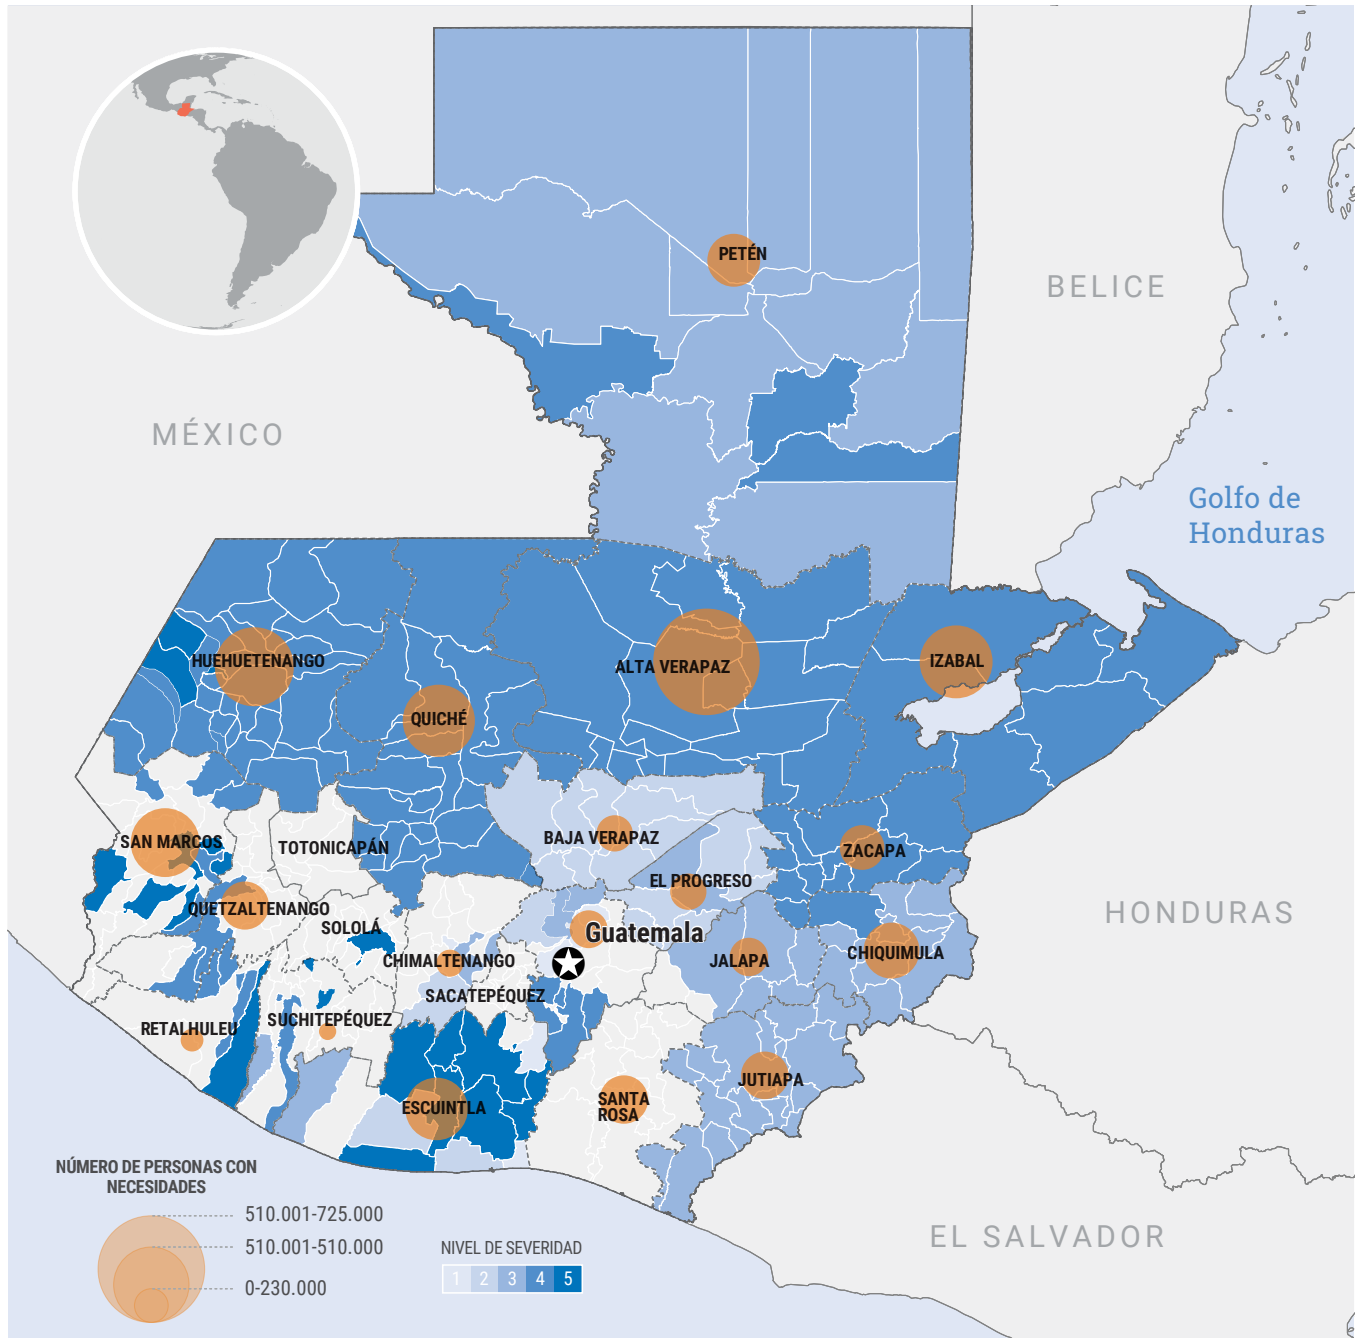 PETÉN
BELICE
MÉXICO
Golfo de
Honduras
HUEHUETENANGO
ALTA VERAPAZ
IZABAL
QUICHÉ
SAN MARCOS
TOTONICAPÁN
BAJA VERAPAZ
ZACAPA
EL PROGRESO
QUETZALTENANGO
SOLOLÁ
Guatemala
HONDURAS
CHIMALTENANGO
JALAPA
CHIQUIMULA
SACATEPÉQUEZ
RETALHULEU
SUCHITEPÉQUEZ
JUTIAPA
ESCUINTLA
SANTA
ROSA
NÚMERO DE PERSONAS CON
NECESIDADES
510.001-725.000
510.001-510.000
0-230.000
NIVEL DE SEVERIDAD
1 2 3 4 5
EL SALVADOR